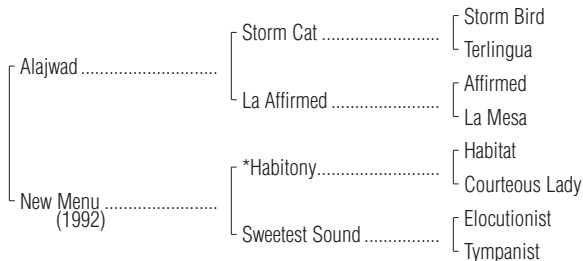 Storm Bird
Storm Cat ..............................
Terlingua
Alajwad ...................................
Affirmed
La Affirmed ............................
La Mesa
Habitat
*Habitony...............................
Courteous Lady
New Menu .............................
(1992)
Elocutionist
Sweetest Sound ...................
Tympanist